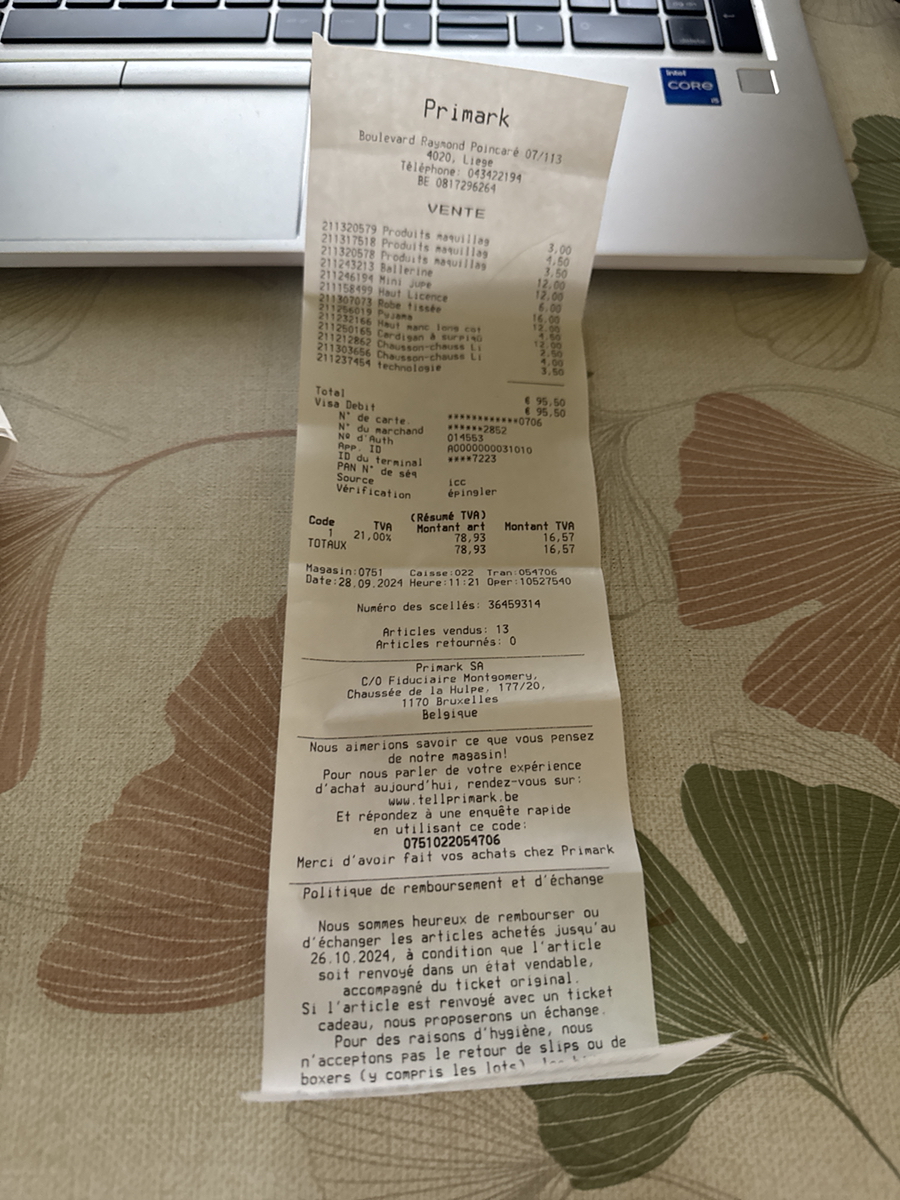 intel
CORE
i5
delete
Primark
Boulevard Raymond Poincaré 07/113
4020, Liege
Téléphone: 043422194
BE 0817296264
VENTE
211320579 Produits maquillag 3,00
211317518 Produits maquillag 4,50
211320578 Produits maquillag 3,50
211243213 Ballerine 12,00
211246194 Mini jupe 12,00
211158499 Haut Licence 6,00
211307073 Robe tissée 16,00
211256019 Pyjama 12,00
211232166 Haut manc long cot 4,50
211250165 Cardigan à surpiqû 12,00
211212862 Chausson-chauss Li 2,50
211303656 Chausson-chauss Li 4,00
211237454 technologie 3,50
Total € 95,50
Visa Debit € 95,50
N° de carte. ************0706
N° du marchand ******2852
Nº d'Auth 014553
App. ID A0000000031010
ID du terminal ****7223
PAN N° de séq
Source icc
Vérification épingler
(Résumé TVA)
Code TVA Montant art Montant TVA
1 21,00% 78,93 16,57
TOTAUX 78,93 16,57
Magasin:0751 Caisse:022 Tran:054706
Date:28.09.2024 Heure:11:21 Oper:10527540
Numéro des scellés: 36459314
Articles vendus: 13
Articles retournés: 0
Primark SA
C/O Fiduciaire Montgomery,
Chaussée de la Hulpe, 177/20,
1170 Bruxelles
Belgique
Nous aimerions savoir ce que vous pensez
de notre magasin!
Pour nous parler de votre expérience
d'achat aujourd'hui, rendez-vous sur:
www.tellprimark.be
Et répondez à une enquête rapide
en utilisant ce code:
0751022054706
Merci d'avoir fait vos achats chez Primark
Politique de remboursement et d'échange
Nous sommes heureux de rembourser ou
d'échanger les articles achetés jusqu'au
26.10.2024, à condition que l'article
soit renvoyé dans un état vendable,
accompagné du ticket original.
Si l'article est renvoyé avec un ticket
cadeau, nous proposerons un échange.
Pour des raisons d'hygiène, nous
n'acceptons pas le retour de slips ou de
boxers (y compris les lots)